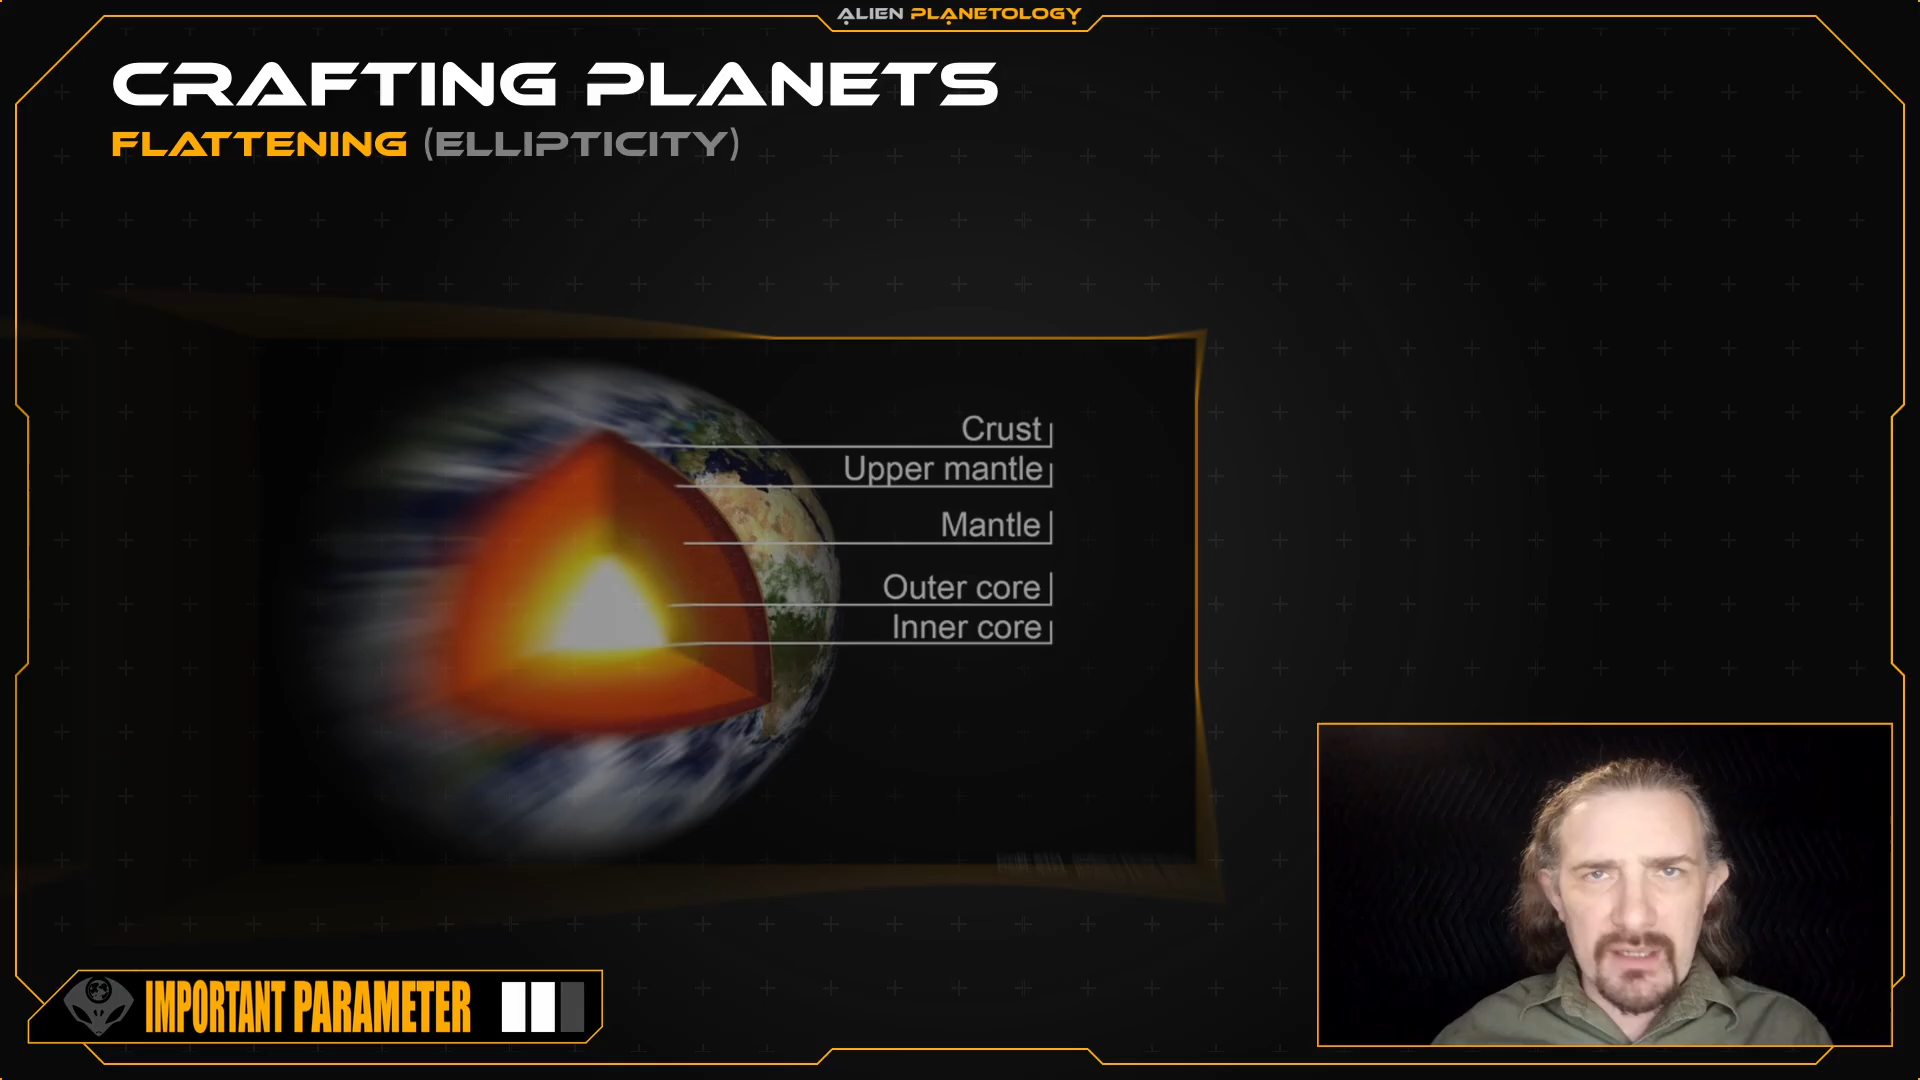 ALIEN PLANETOLOGY
CRAFTING PLANETS
FLATTENING (ELLIPTICITY)
Crust
Upper mantle
Mantle
Outer core
Inner core
IMPORTANT PARAMETER